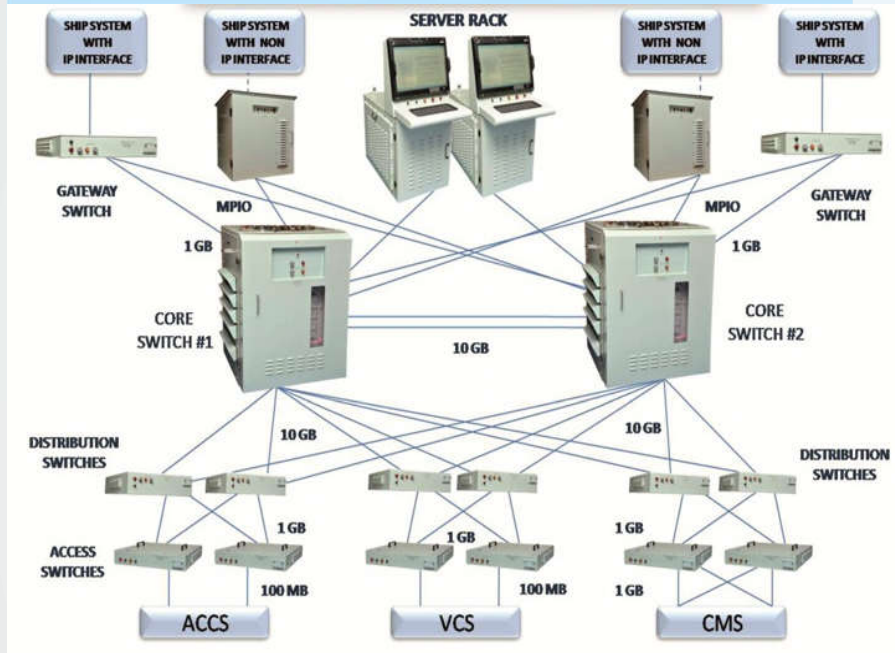 SERVER RACK
SHIP SYSTEM
WITH
IP INTERFACE
SHIP SYSTEM
WITH NON
IP INTERFACE
SHIP SYSTEM
WITH NON
IP INTERFACE
SHIP SYSTEM
WITH
IP INTERFACE
GATEWAY
SWITCH
MPIO
MPIO
GATEWAY
SWITCH
1 GB
1 GB
CORE
SWITCH #1
10 GB
CORE
SWITCH #2
DISTRIBUTION
SWITCHES
10 GB
10 GB
DISTRIBUTION
SWITCHES
ACCESS
SWITCHES
1 GB
1 GB
1 GB
100 MB
100 MB
1 GB
ACCS
VCS
CMS